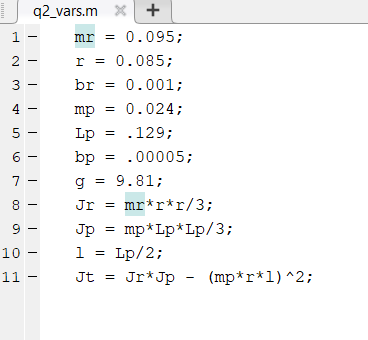 q2_vars.m × +
1 – mr = 0.095;
2 – r = 0.085;
3 – br = 0.001;
4 – mp = 0.024;
5 – Lp = .129;
6 – bp = .00005;
7 – g = 9.81;
8 – Jr = mr*r*r/3;
9 – Jp = mp*Lp*Lp/3;
10 – l = Lp/2;
11 – Jt = Jr*Jp - (mp*r*l)^2;